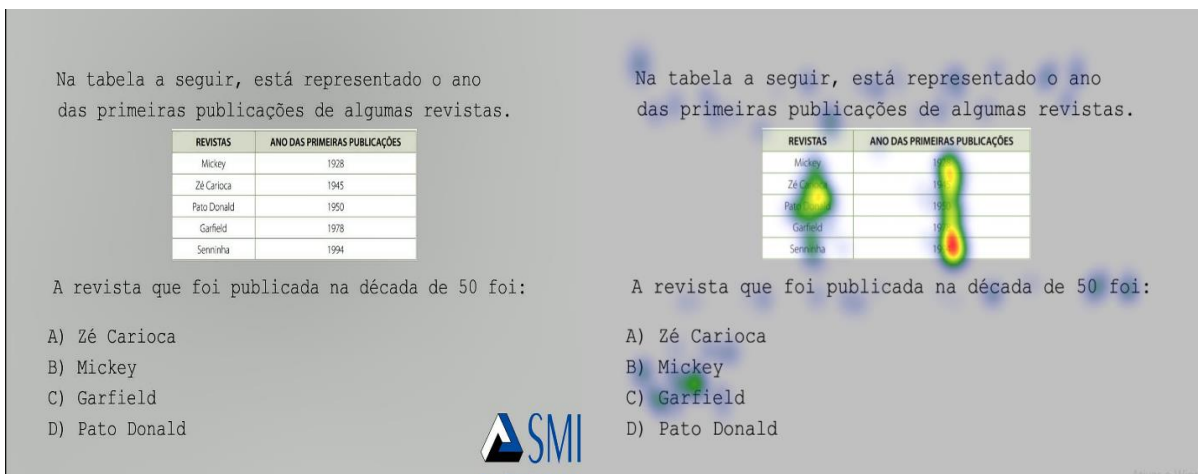 Na tabela a seguir, está representado o ano
das primeiras publicações de algumas revistas.
REVISTAS ANO DAS PRIMEIRAS PUBLICAÇÕES
Mickey 1928
Zé Carioca 1945
Pato Donald 1950
Garfield 1978
Senninha 1994
A revista que foi publicada na década de 50 foi:
A) Zé Carioca
B) Mickey
C) Garfield
D) Pato Donald
SMI
Na tabela a seguir, está representado o ano
das primeiras publicações de algumas revistas.
REVISTAS ANO DAS PRIMEIRAS PUBLICAÇÕES
Mickey
Zé
Garfield
Senninha
A revista que foi publicada na década de 50 foi:
A) Zé Carioca
B) Mickey
C) Garfield
D) Pato Donald